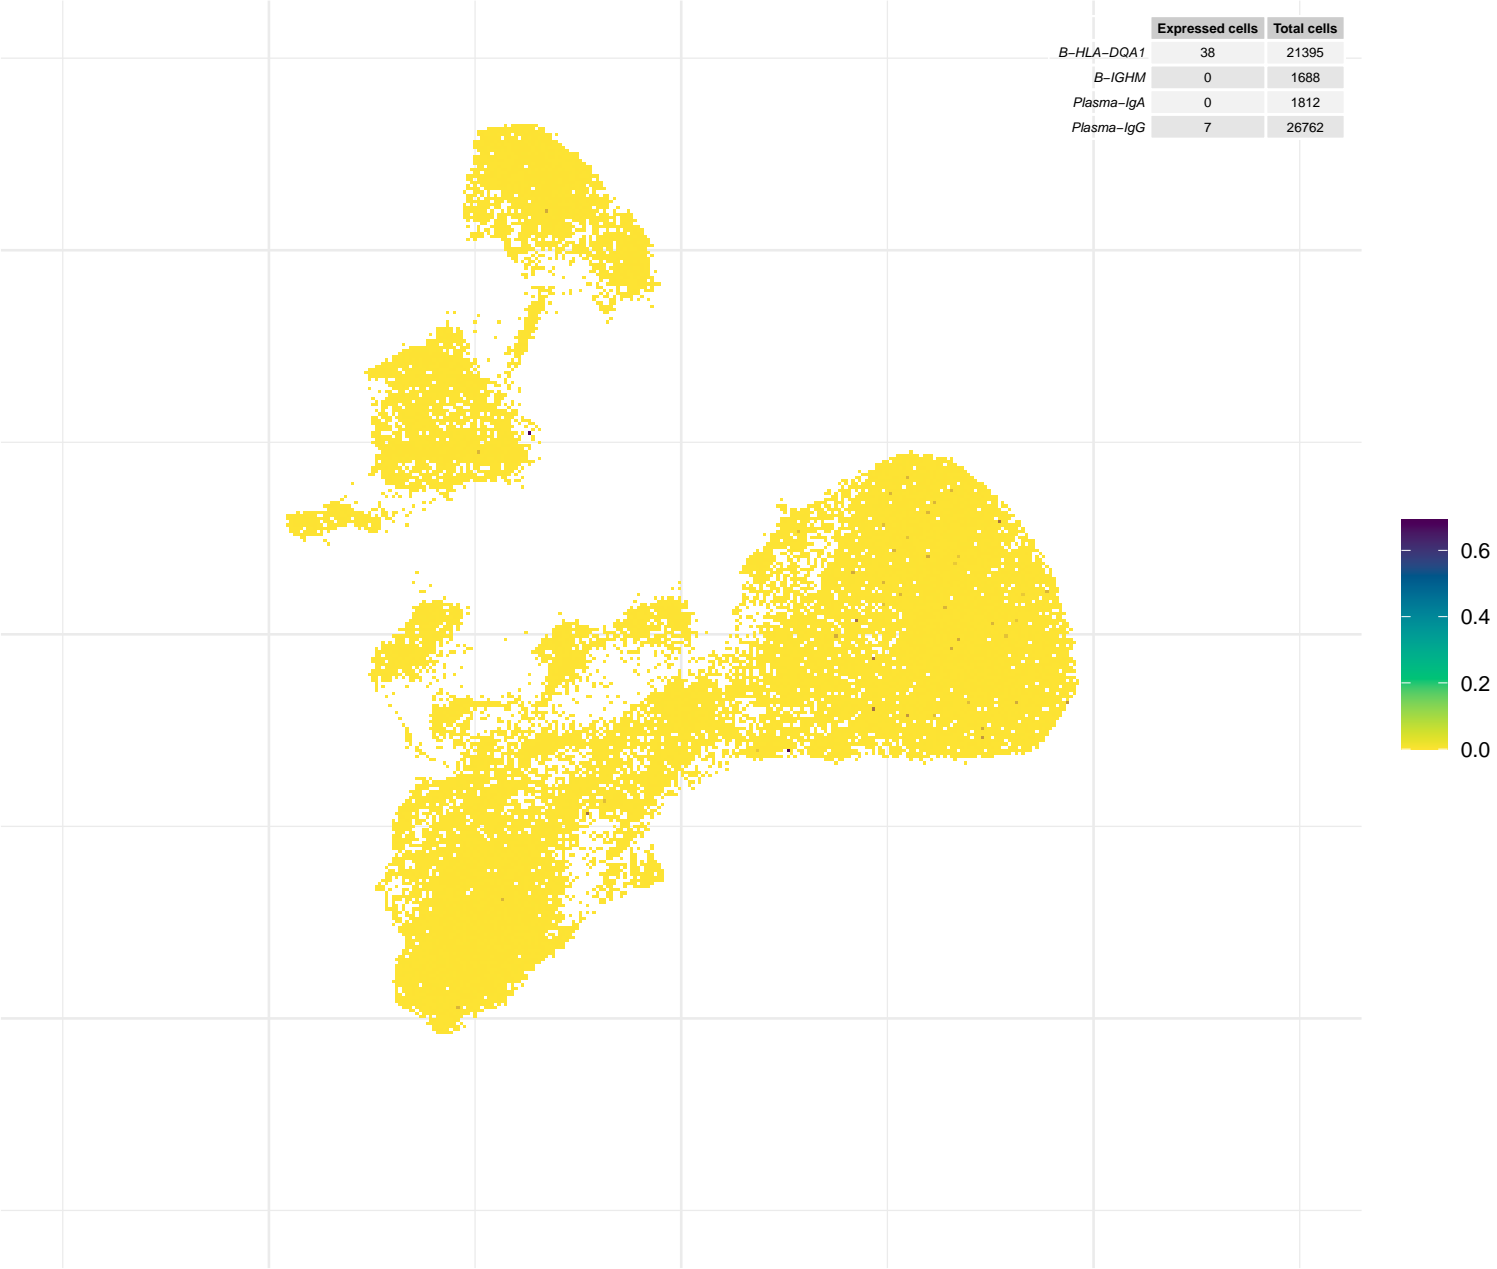 Expressed cells Total cells
B−HLA−DQA1 38 21395
B−IGHM 0 1688
Plasma−IgA 0 1812
Plasma−IgG 7 26762
0.6
0.4
0.2
0.0